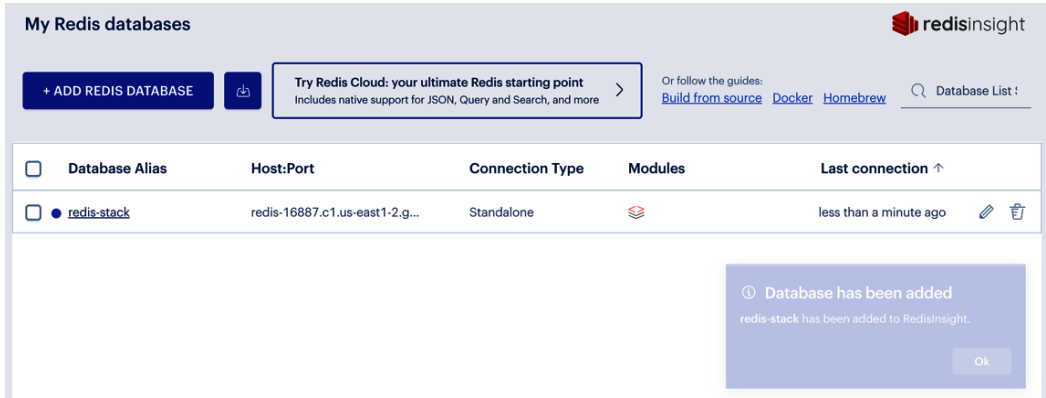 My Redis databases
redisinsight
+ ADD REDIS DATABASE
Try Redis Cloud: your ultimate Redis starting point
Includes native support for JSON, Query and Search, and more
Or follow the guides:
Build from source Docker Homebrew
Database List
Database Alias Host:Port Connection Type Modules Last connection
redis-stack redis-16887.c1.us-east1-2.g... Standalone less than a minute ago
Database has been added
redis-stack has been added to RedisInsight.
Ok